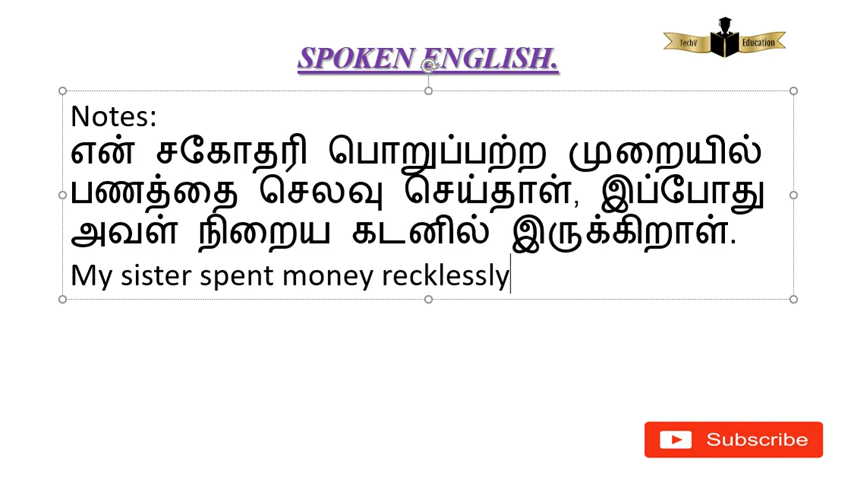 TechV Education
SPOKEN ENGLISH.
Notes:
என் சகோதரி பொறுப்பற்ற முறையில்
பணத்தை செலவு செய்தாள், இப்போது
அவள் நிறைய கடனில் இருக்கிறாள்.
My sister spent money recklessly
Subscribe